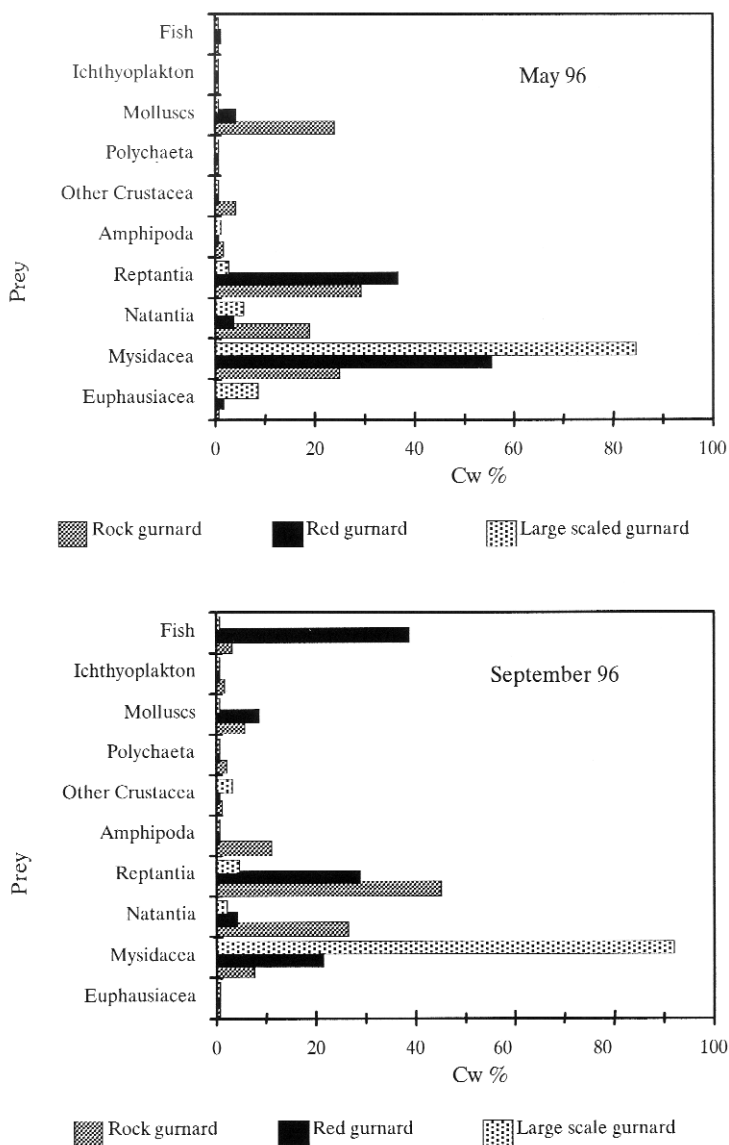 Fish
Ichthyoplakton
Molluscs
Polychaeta
Other Crustacea
Amphipoda
Reptantia
Natantia
Mysidacea
Euphausiacea
Prey
May 96
0 20 40 60 80 100
Cw %
Rock gurnard Red gurnard Large scaled gurnard
Fish
Ichthyoplakton
Molluscs
Polychaeta
Other Crustacea
Amphipoda
Reptantia
Natantia
Mysidacea
Euphausiacea
Prey
September 96
0 20 40 60 80 100
Cw %
Rock gurnard Red gurnard Large scale gurnard